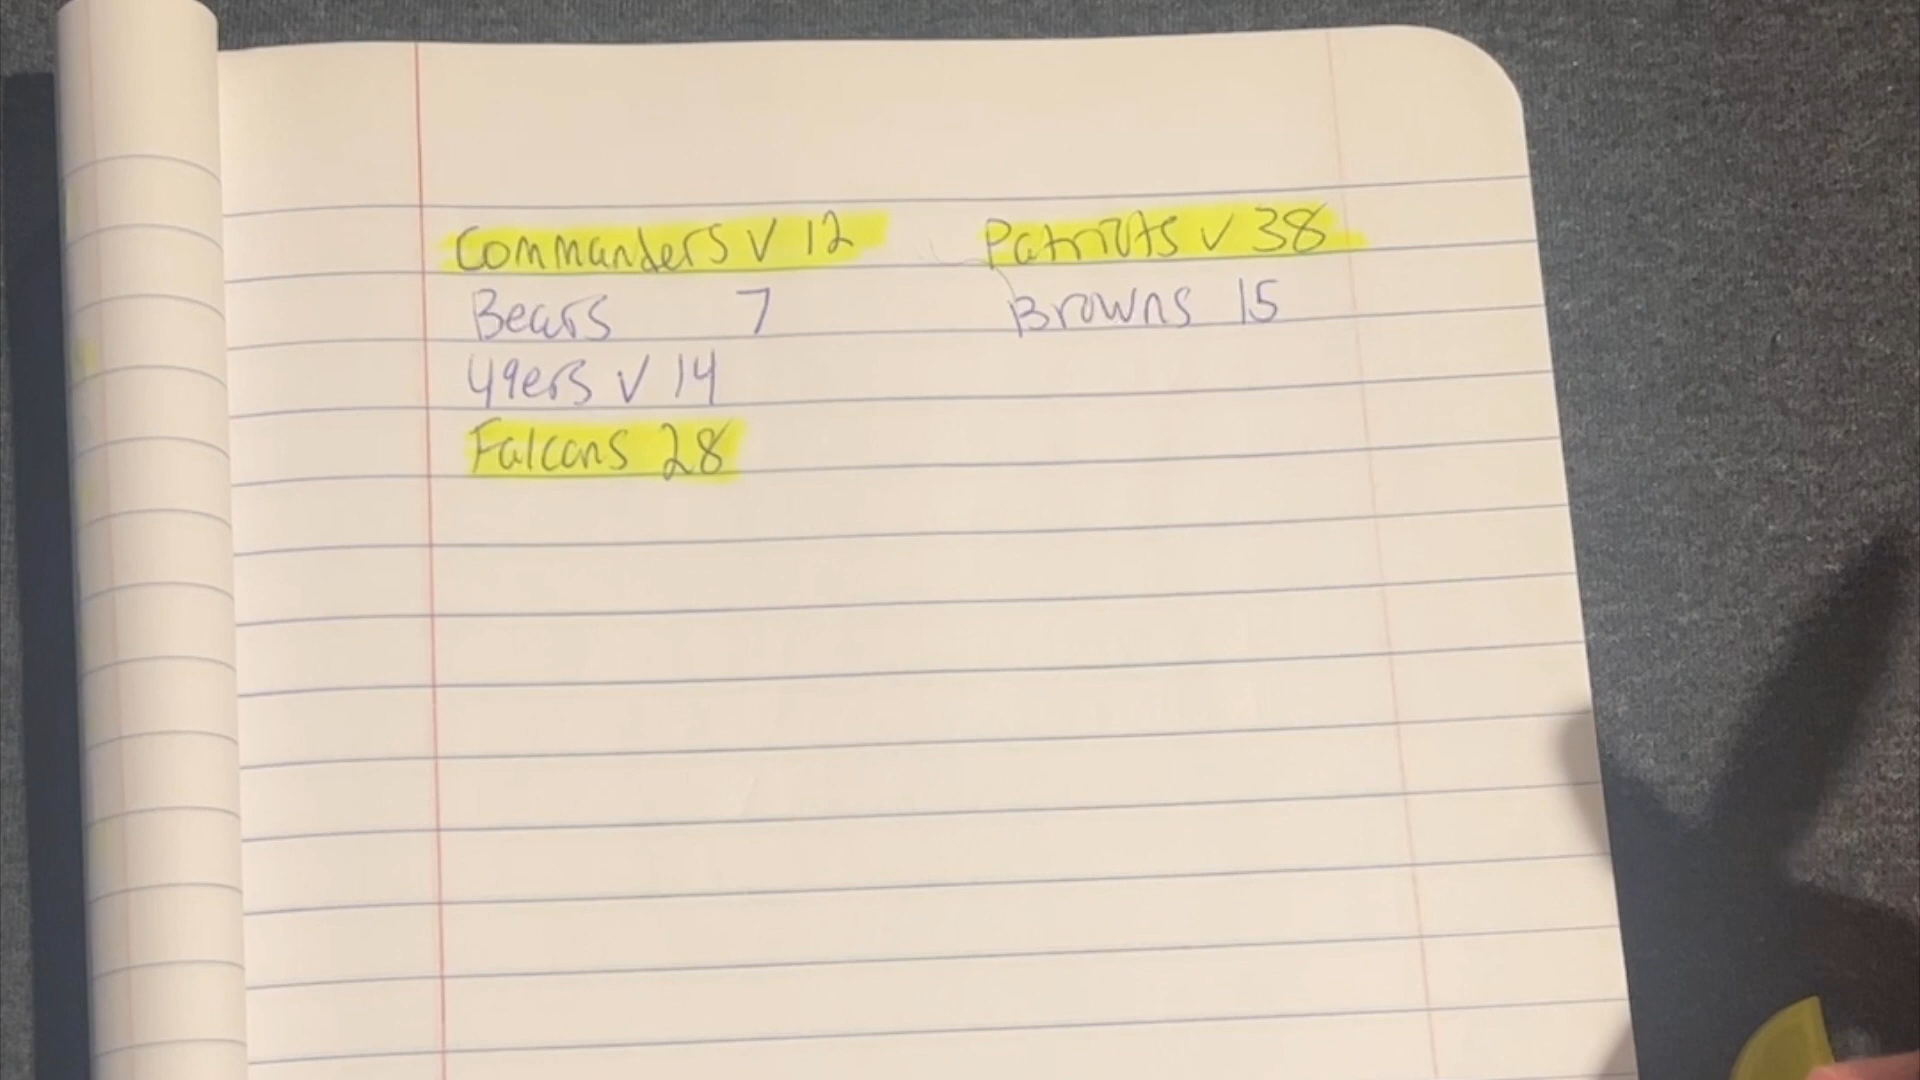 Commanders v 12
Bears 7
49ers v 14
Falcons 28
Patriots v 38
Browns 15